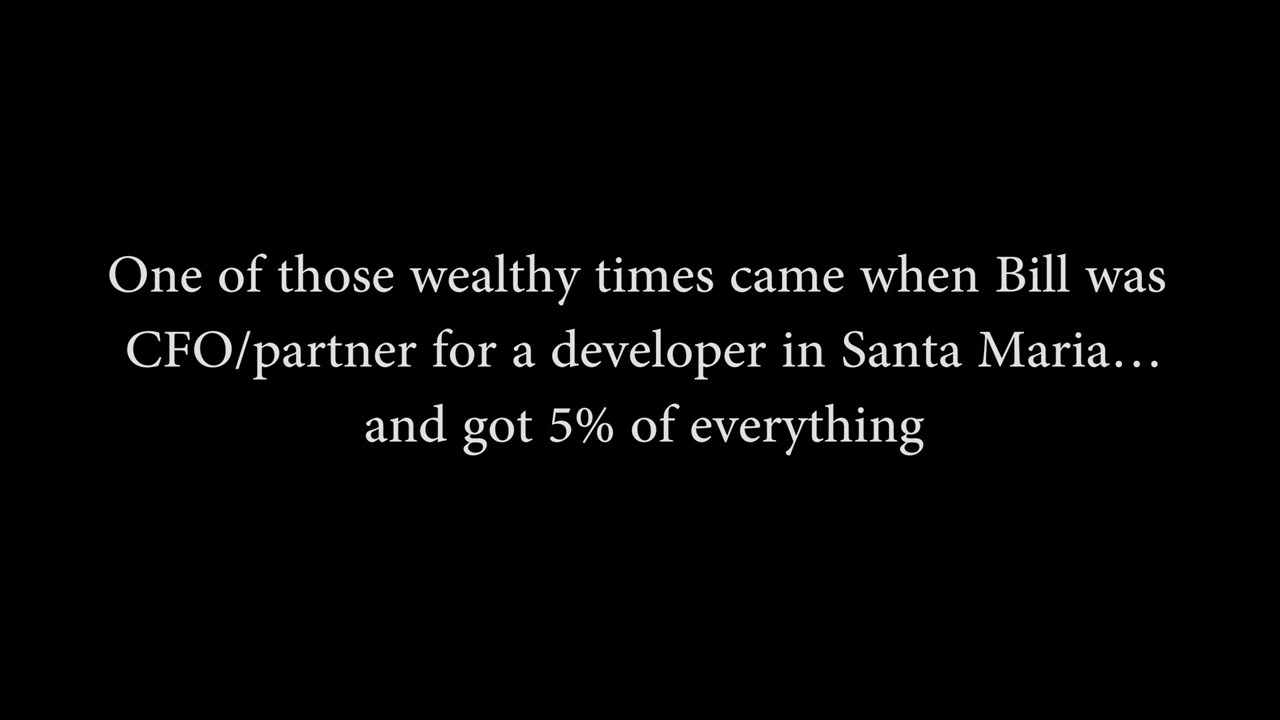 One of those wealthy times came when Bill was
CFO/partner for a developer in Santa Maria…
and got 5% of everything